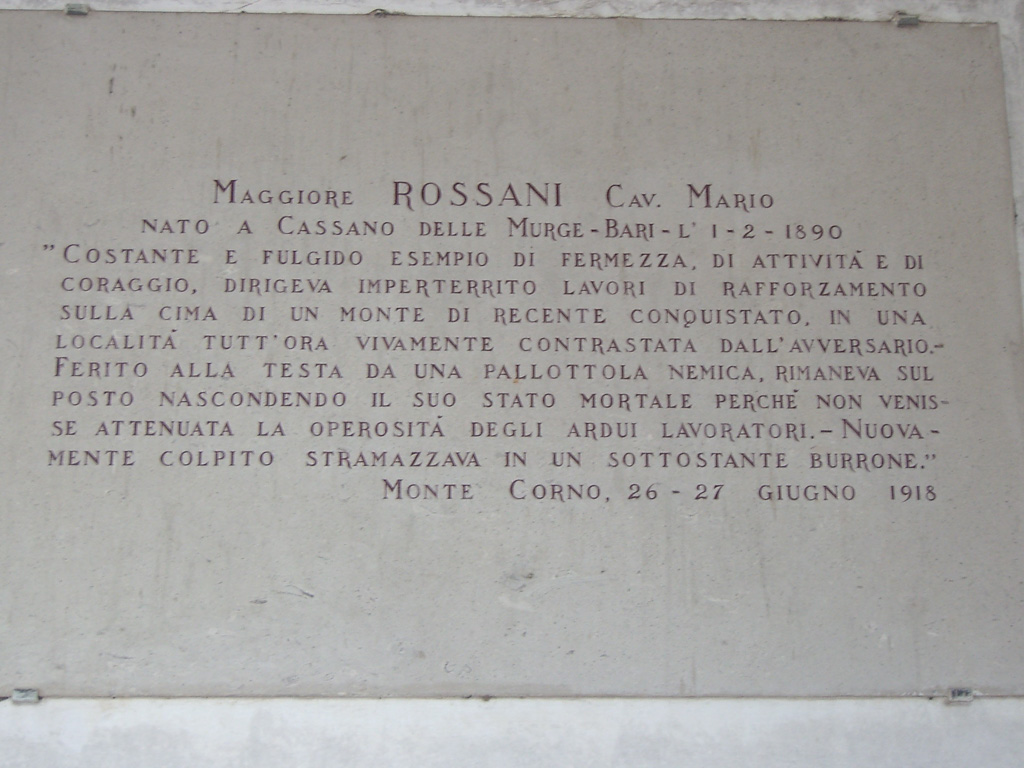 MAGGIORE ROSSANI CAV. MARIO
NATO A CASSANO DELLE MURGE-BARI-L' 1-2-1890
"COSTANTE E FULGIDO ESEMPIO DI FERMEZZA, DI ATTIVITÁ E DI
CORAGGIO, DIRIGEVA IMPERTERRITO LAVORI DI RAFFORZAMENTO
SULLA CIMA DI UN MONTE DI RECENTE CONQUISTATO, IN UNA
LOCALITÁ TUTT'ORA VIVAMENTE CONTRASTATA DALL'AVVERSARIO.-
FERITO ALLA TESTA DA UNA PALLOTTOLA NEMICA, RIMANEVA SUL
POSTO NASCONDENDO IL SUO STATO MORTALE PERCHÉ NON VENIS-
SE ATTENUATA LA OPEROSITÁ DEGLI ARDUI LAVORATORI.-NUOVA-
MENTE COLPITO STRAMAZZAVA IN UN SOTTOSTANTE BURRONE."
MONTE CORNO, 26-27 GIUGNO 1918